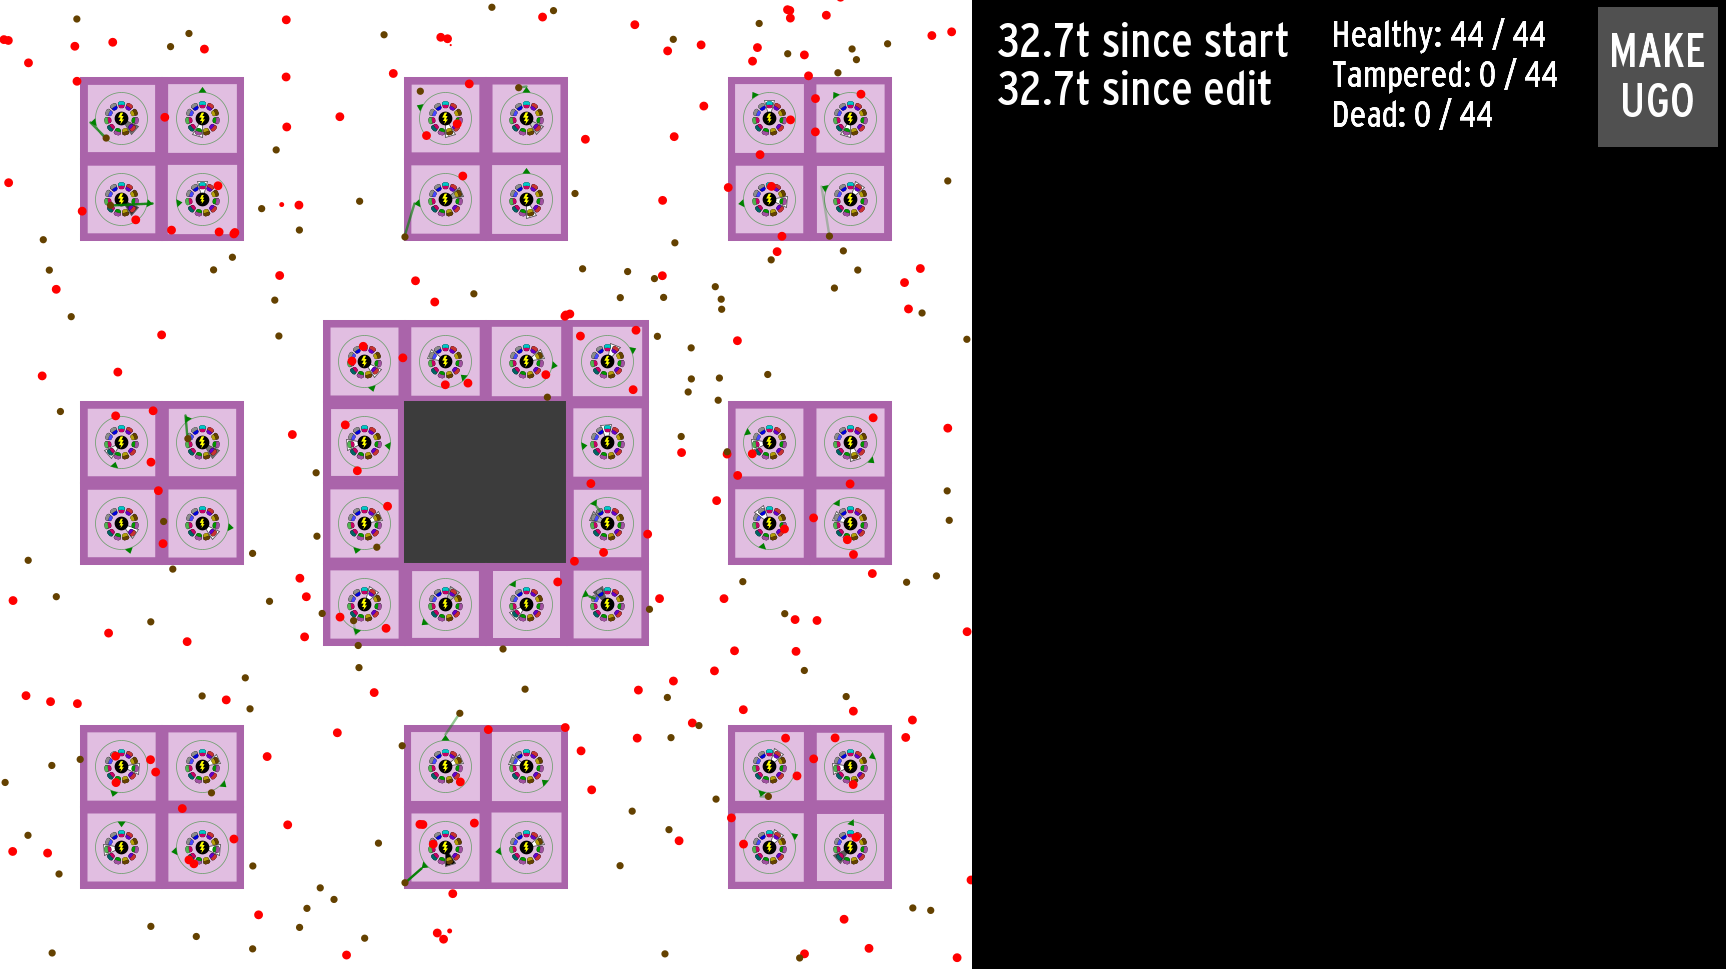 32.7t since start
32.7t since edit
Healthy: 44 / 44
Tampered: 0 / 44
Dead: 0 / 44
MAKE
UGO